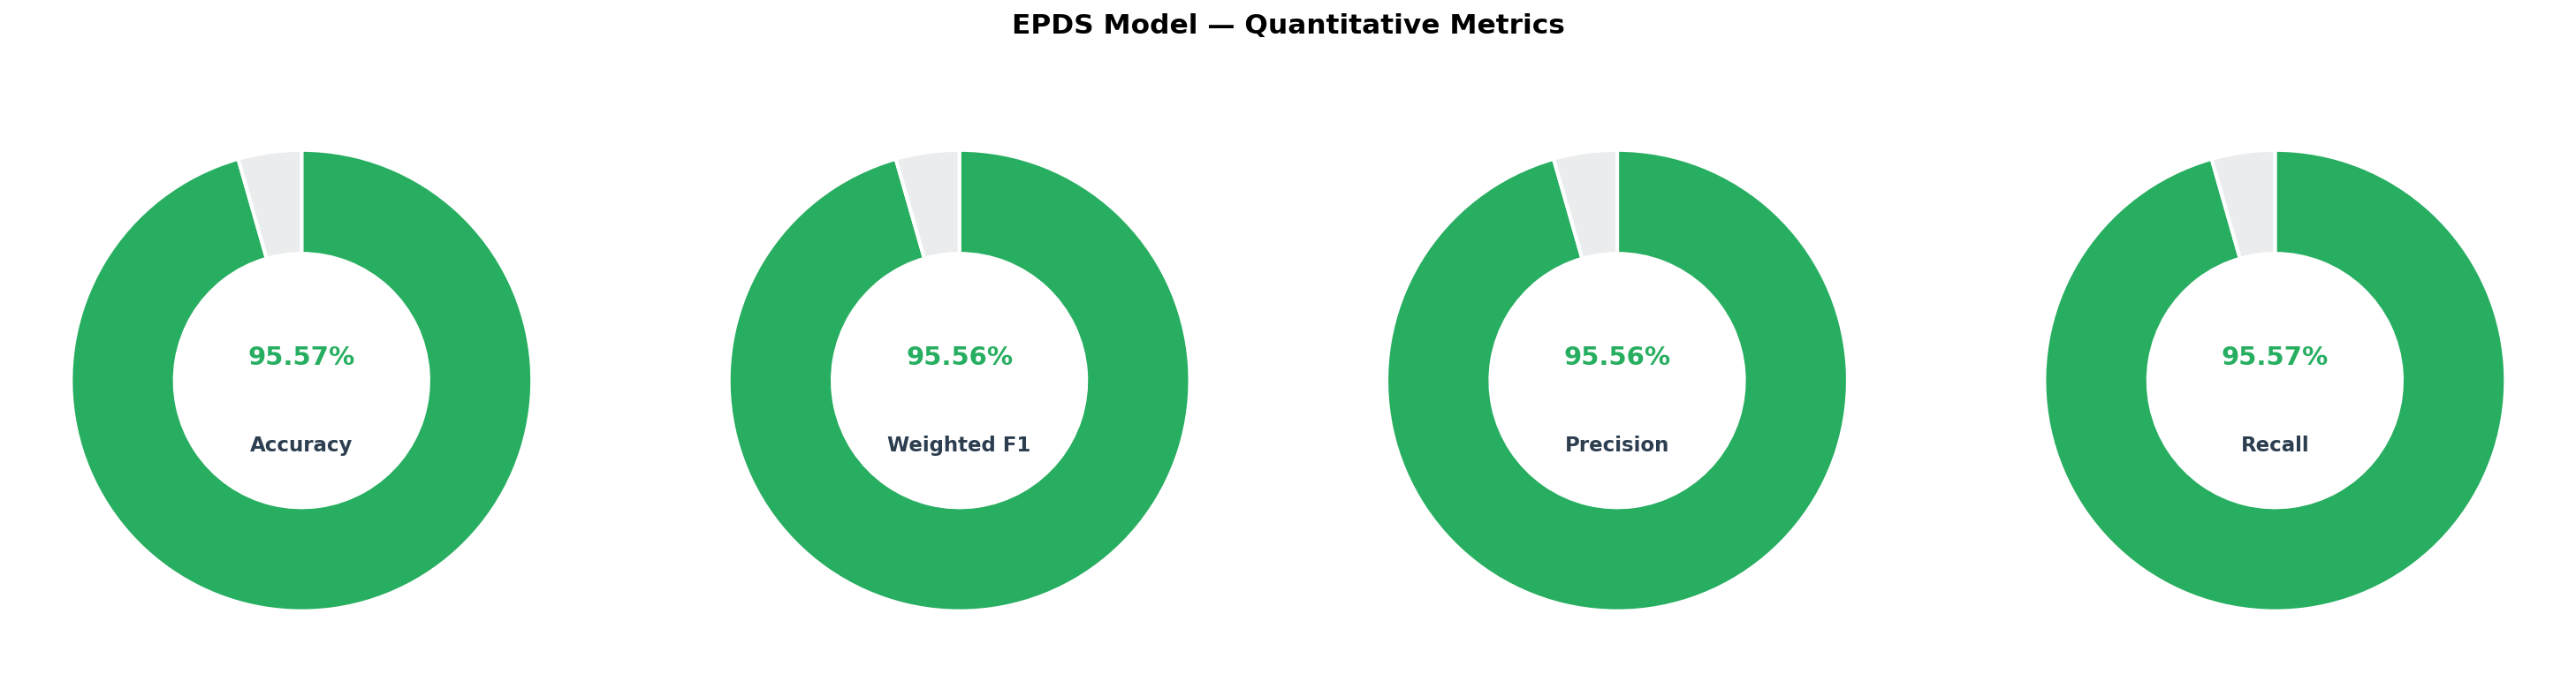 EPDS Model — Quantitative Metrics
95.57%
Accuracy
95.56%
Weighted F1
95.56%
Precision
95.57%
Recall